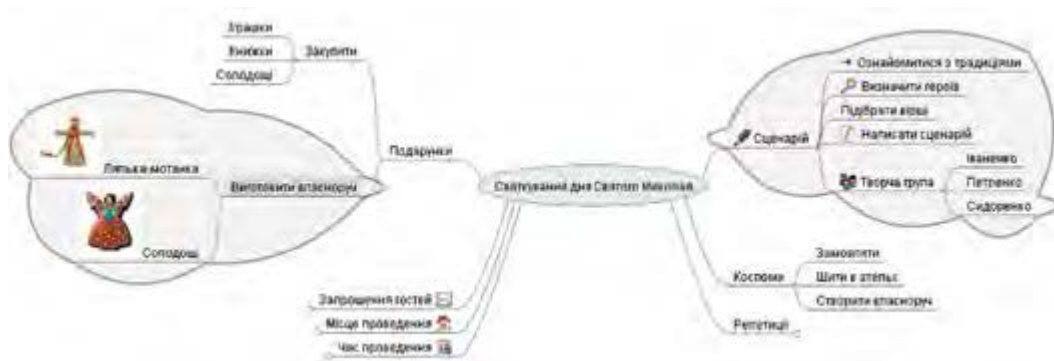 Іграшки
Книжки
Солодощі
Закупити
Подарунки
Лялька-мотанка
Солодощі
Виготовити власноруч
Запрошення гостей
Місце проведення
Час проведення
Святкування дня Святого Миколая
Сценарій
Ознайомитися з традиціями
Визначити героїв
Підібрати вірші
Написати сценарій
Творча група
Іваненко
Петренко
Сидоренко
Костюми
Замовляти
Шити в ательє
Створити власноруч
Репетиції